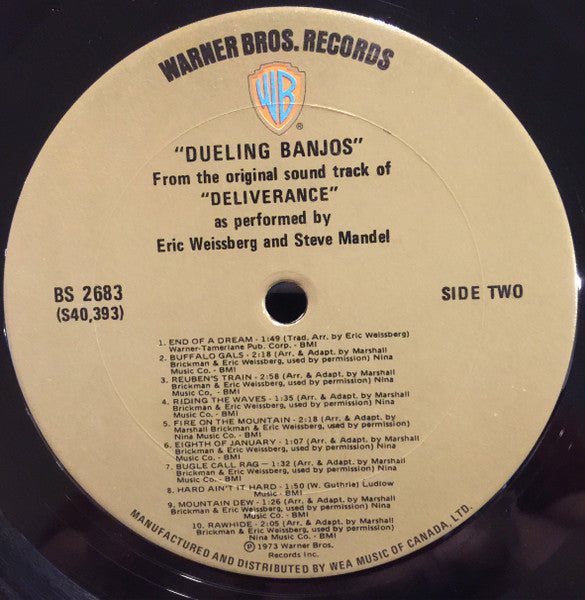 WARNER BROS. RECORDS
WB
®
"DUELING BANJOS"
From the original sound track of
"DELIVERANCE"
as performed by
Eric Weissberg and Steve Mandel
BS 2683
(S40,393)
SIDE TWO
1. END OF A DREAM - 1:49 (Trad. Arr. by Eric Weissberg)
Warner-Tamerlane Pub. Corp. - BMI
2. BUFFALO GALS - 2:18 (Arr. & Adapt. by Marshall
Brickman & Eric Weissberg, used by permission) Nina
Music Co. - BMI
3. REUBEN'S TRAIN - 2:58 (Arr. & Adapt. by Marshall
Brickman & Eric Weissberg, used by permission) Nina
Music Co. - BMI
4. RIDING THE WAVES - 1:35 (Arr. & Adapt. by Marshall
Brickman & Eric Weissberg, used by permission) Nina
Music Co. - BMI
5. FIRE ON THE MOUNTAIN - 2:18 (Arr. & Adapt. by
Marshall Brickman & Eric Weissberg, used by permission)
Nina Music Co. - BMI
6. EIGHTH OF JANUARY - 1:07 (Arr. & Adapt. by Marshall
Brickman & Eric Weissberg, used by permission) Nina
Music Co. - BMI
7. BUGLE CALL RAG - 1:32 (Arr. & Adapt. by Marshall
Brickman & Eric Weissberg, used by permission) Nina
Music Co. - BMI
8. HARD AIN'T IT HARD - 1:50 (W. Guthrie) Ludlow
Music - BMI
9. MOUNTAIN DEW - 1:26 (Arr. & Adapt. by Marshall
Brickman & Eric Weissberg, used by permission) Nina
Music Co. - BMI
10. RAWHIDE - 2:05 (Arr. & Adapt. by Marshall
Brickman & Eric Weissberg, used by permission) Nina
Music Co. - BMI
℗1973 Warner Bros.
Records Inc.
MANUFACTURED AND DISTRIBUTED BY WEA MUSIC OF CANADA, LTD.